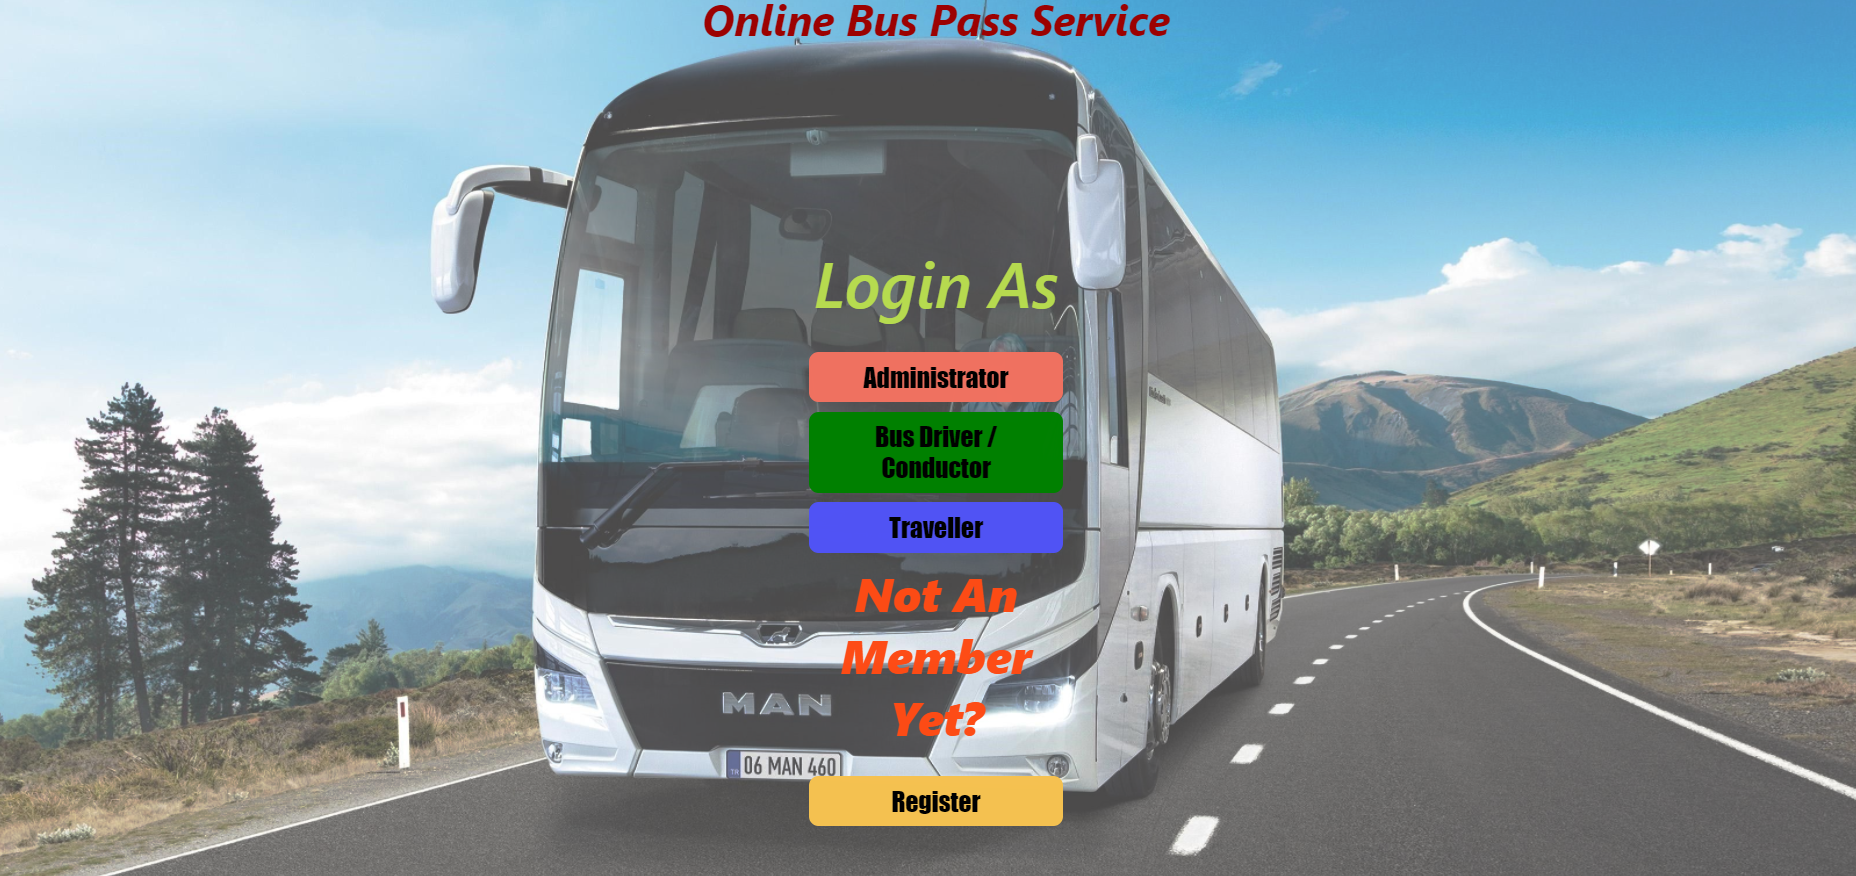 Online Bus Pass Service
Login As
Administrator
Bus Driver /
Conductor
Traveller
Not An
Member
Yet?
MAN
TR 06 MAN 460
Register